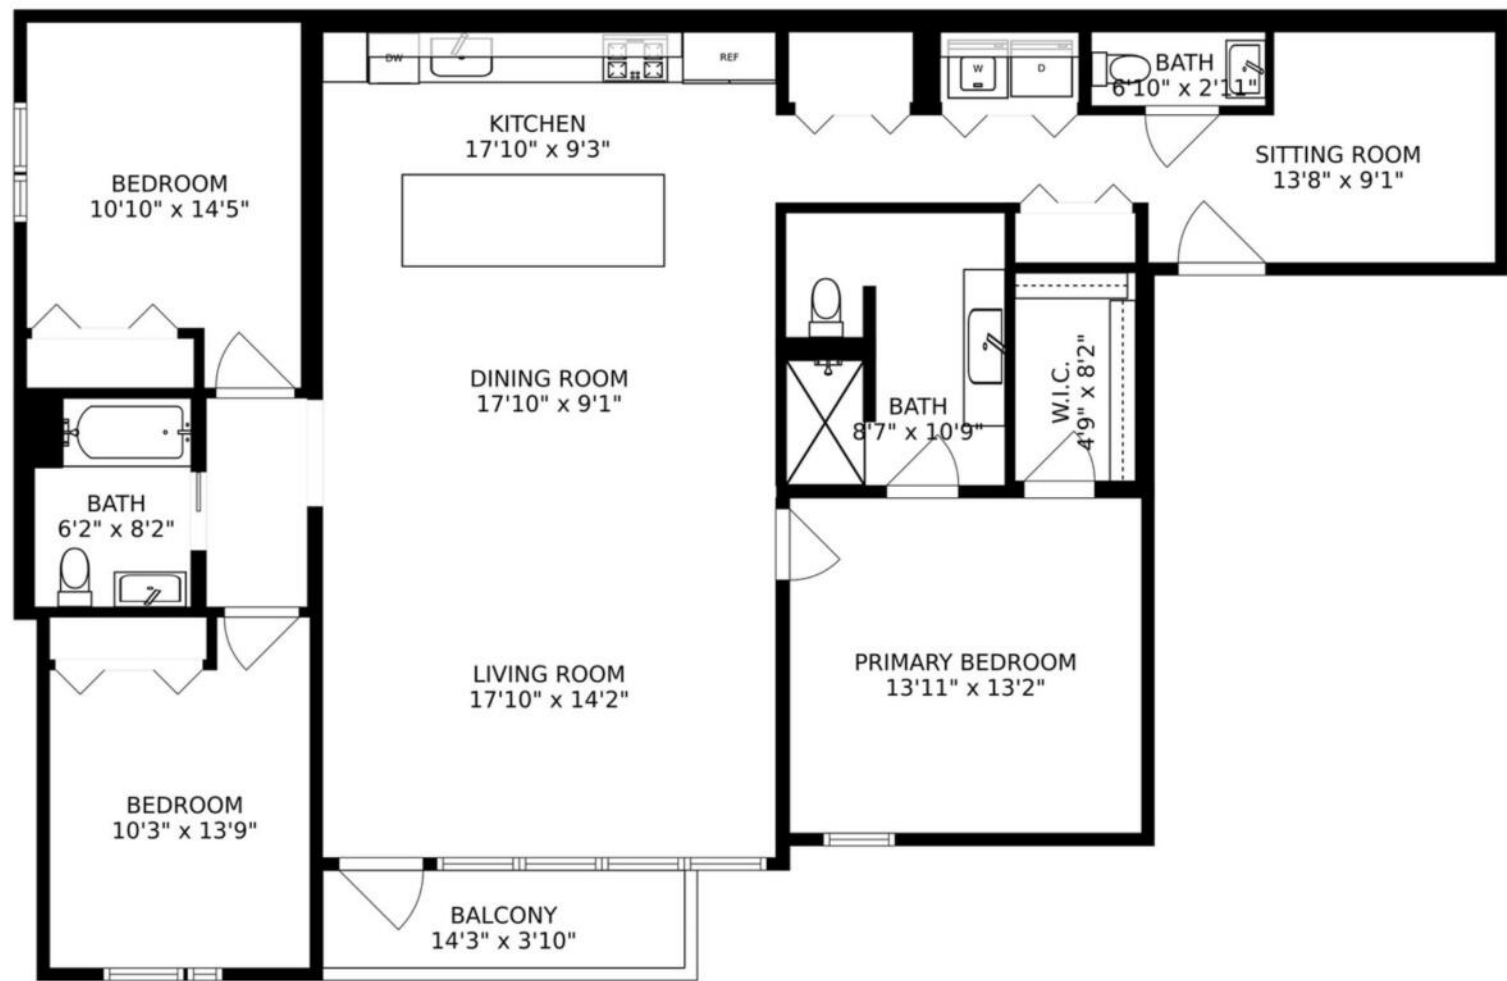 DW
REF
W
D
BATH
6'10" x 2'11"
KITCHEN
17'10" x 9'3"
SITTING ROOM
13'8" x 9'1"
BEDROOM
10'10" x 14'5"
DINING ROOM
17'10" x 9'1"
BATH
8'7" x 10'9"
W.I.C.
4'9" x 8'2"
BATH
6'2" x 8'2"
LIVING ROOM
17'10" x 14'2"
PRIMARY BEDROOM
13'11" x 13'2"
BEDROOM
10'3" x 13'9"
BALCONY
14'3" x 3'10"